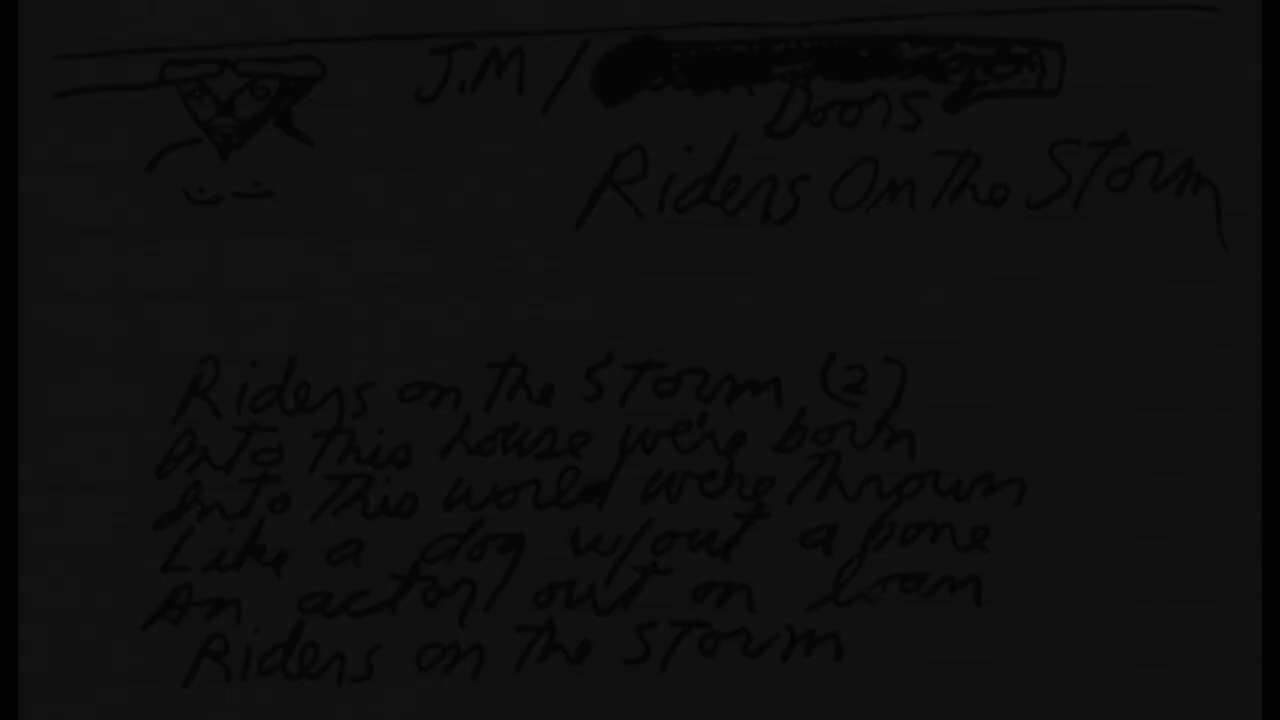 J.M /
Doors
Riders On The Storm
Riders on the Storm (2)
Into this house we're born
Into this world we're thrown
Like a dog w/out a bone
An actor out on loan
Riders on the Storm